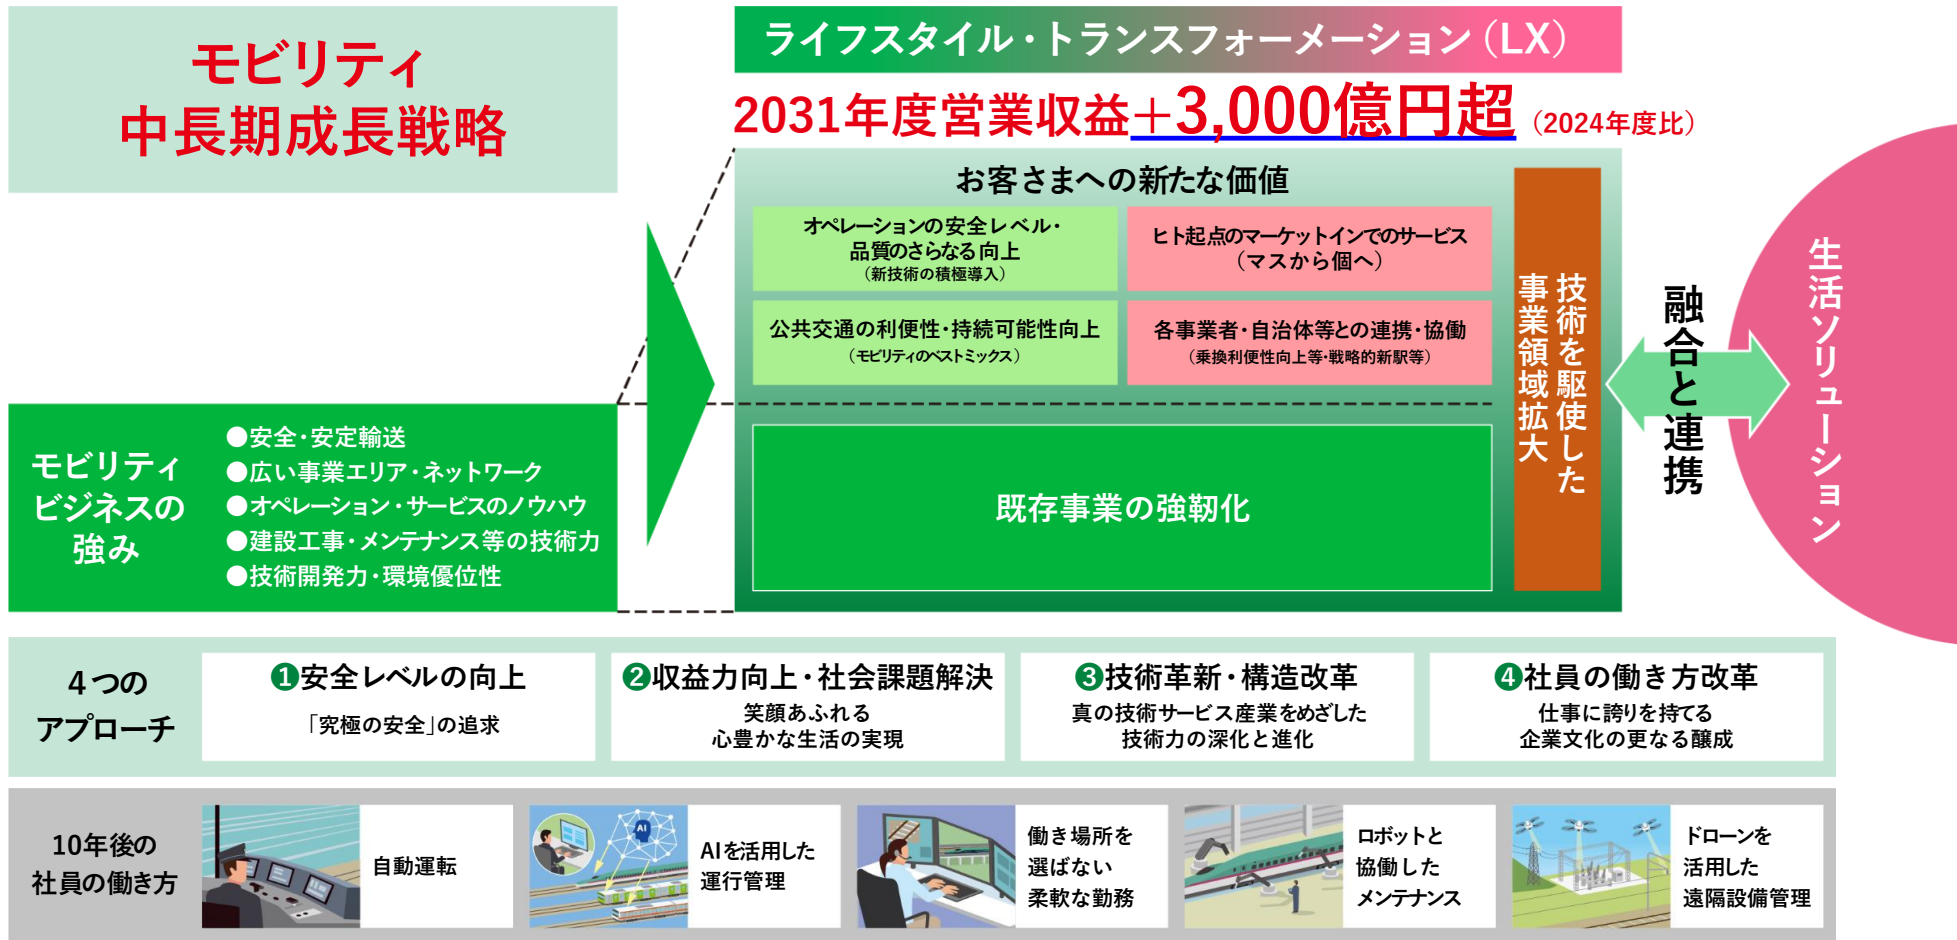 モビリティ
中長期成長戦略
ライフスタイル・トランスフォーメーション（LX）
2031年度営業収益＋3,000億円超（2024年度比）
お客さまへの新たな価値
オペレーションの安全レベル・
品質のさらなる向上
（新技術の積極導入）
ヒト起点のマーケットインでのサービス
（マスから個へ）
公共交通の利便性・持続可能性向上
（モビリティのベストミックス）
各事業者・自治体等との連携・協働
（乗換利便性向上等・戦略的新駅等）
既存事業の強靭化
技術を駆使した
事業領域拡大
融合と連携
生活ソリューション
モビリティ
ビジネスの
強み
●安全・安定輸送
●広い事業エリア・ネットワーク
●オペレーション・サービスのノウハウ
●建設工事・メンテナンス等の技術力
●技術開発力・環境優位性
4つの
アプローチ
❶安全レベルの向上
「究極の安全」の追求
❷収益力向上・社会課題解決
笑顔あふれる
心豊かな生活の実現
❸技術革新・構造改革
真の技術サービス産業をめざした
技術力の深化と進化
❹社員の働き方改革
仕事に誇りを持てる
企業文化の更なる醸成
10年後の
社員の働き方
自動運転
AI
AIを活用した
運行管理
働き場所を
選ばない
柔軟な勤務
ロボットと
協働した
メンテナンス
ドローンを
活用した
遠隔設備管理